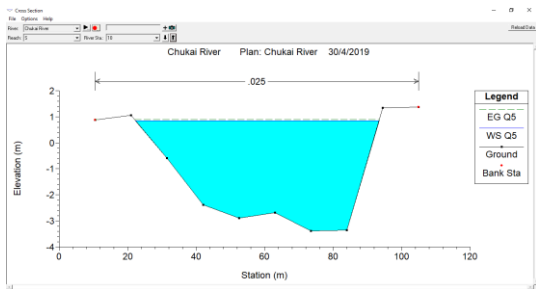 Cross Section
File Options Help
River: Chukai River
Reload Data
Reach: River Sta.: 10
Chukai River Plan: Chukai River 30/4/2019
.025
Legend
EG Q5
WS Q5
Ground
Bank Sta
Elevation (m)
2
1
0
-1
-2
-3
-4
0 20 40 60 80 100 120
Station (m)